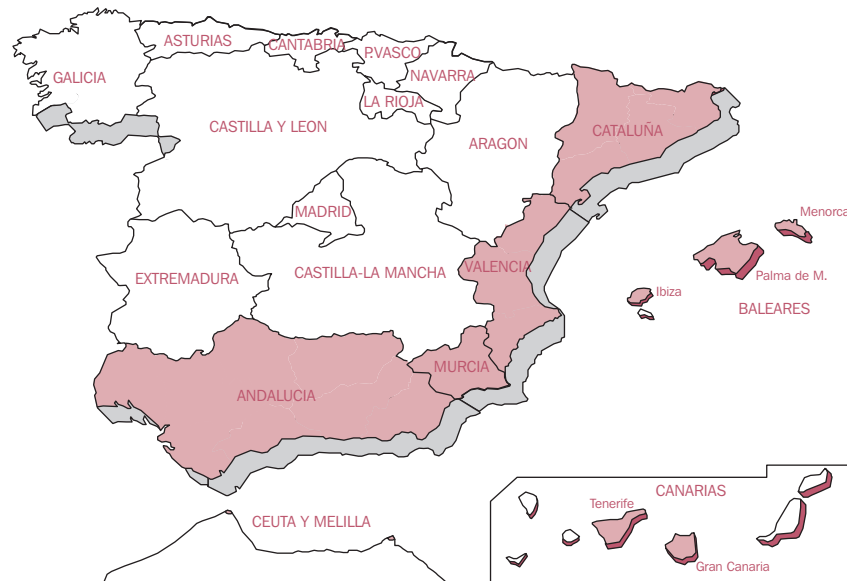 ASTURIAS
CANTABRIA
P.VASCO
GALICIA
NAVARRA
LA RIOJA
CASTILLA Y LEON
CATALUÑA
ARAGON
MADRID
Menorca
VALENCIA
CASTILLA-LA MANCHA
EXTREMADURA
Palma de M.
Ibiza
BALEARES
MURCIA
ANDALUCIA
CANARIAS
Tenerife
CEUTA Y MELILLA
Gran Canaria